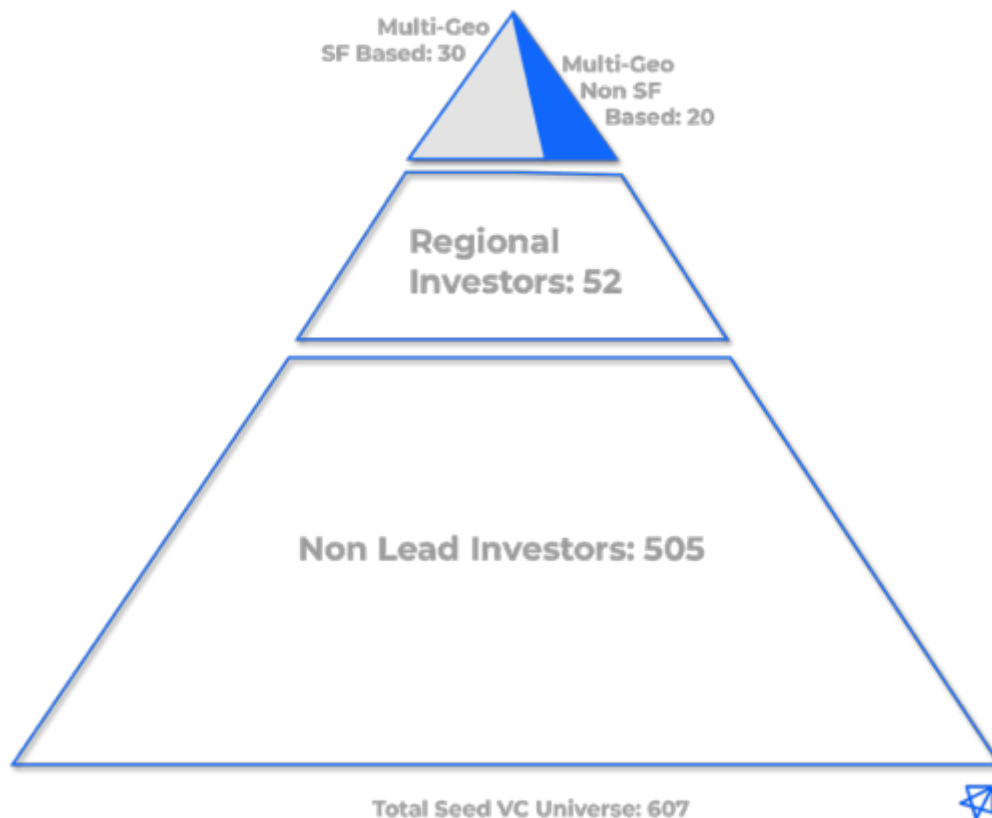 Multi-Geo
SF Based: 30
Multi-Geo
Non SF
Based: 20
Regional
Investors: 52
Non Lead Investors: 505
Total Seed VC Universe: 607